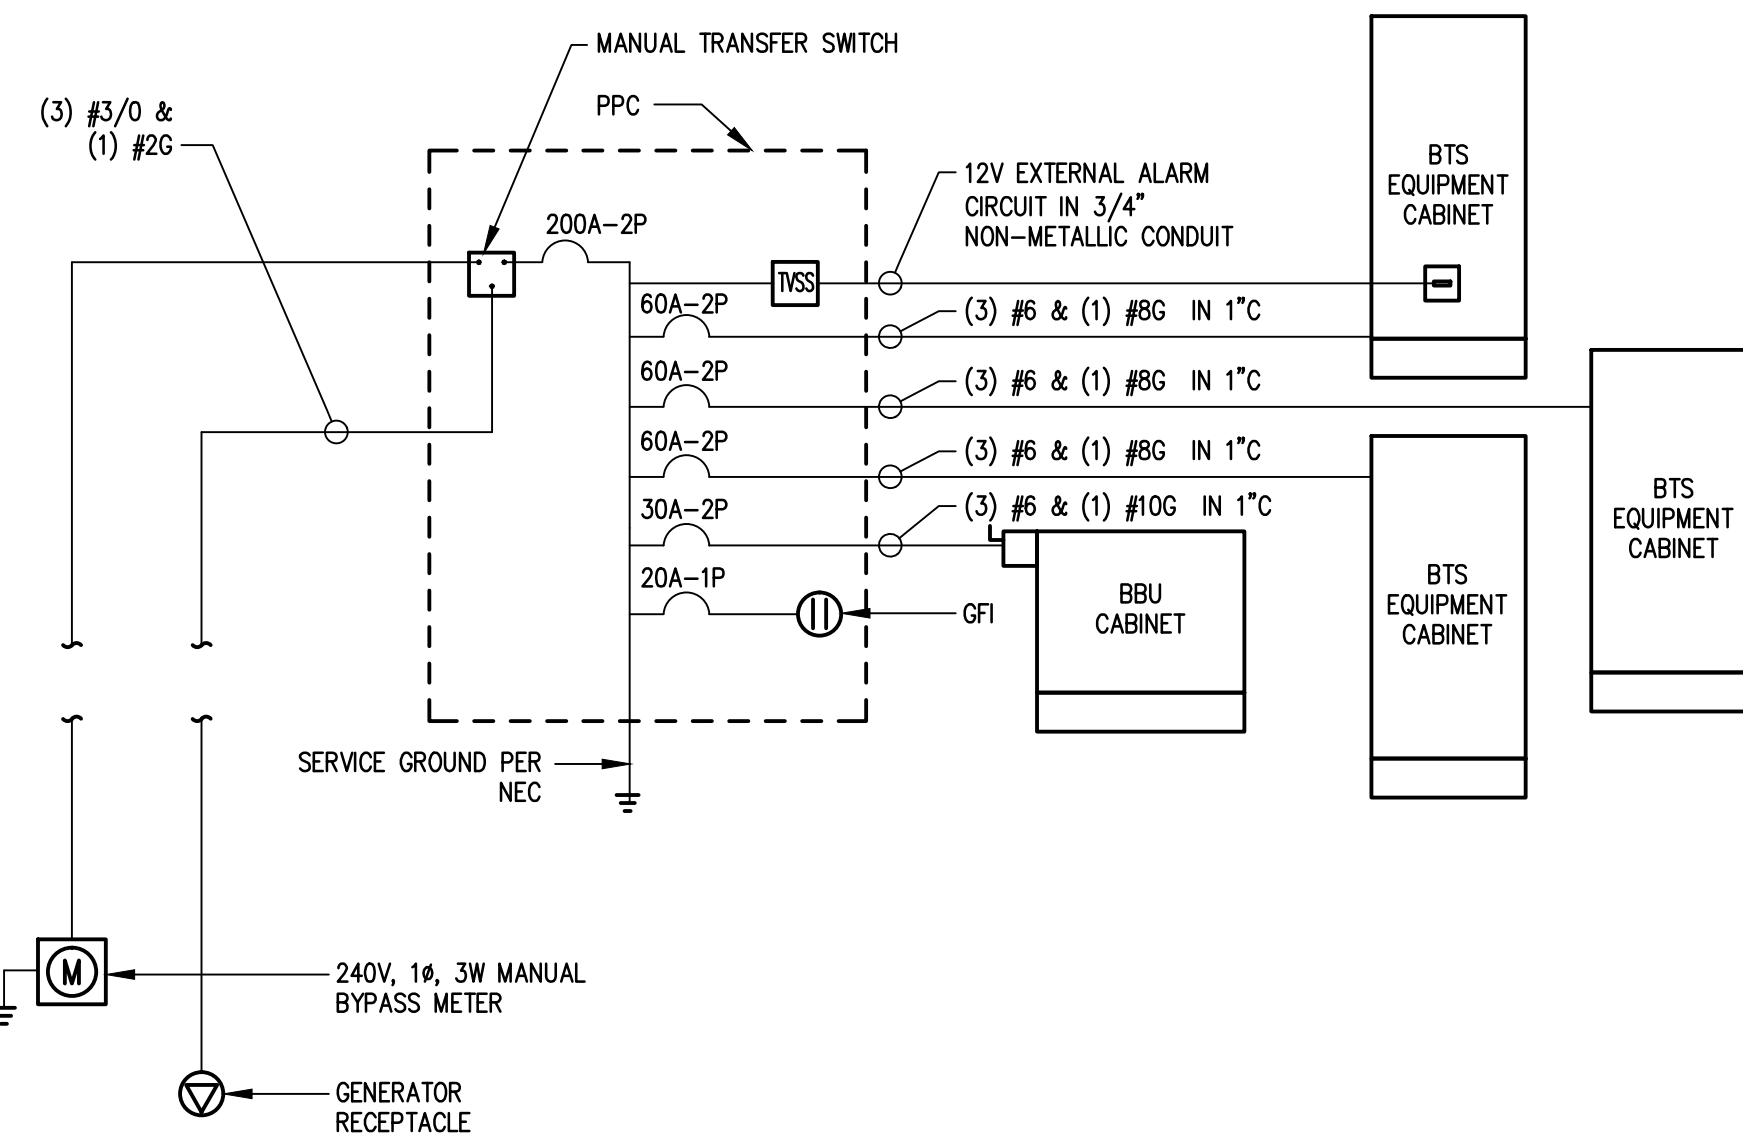 MANUAL TRANSFER SWITCH
(3) #3/0 &
(1) #2G
PPC
12V EXTERNAL ALARM
CIRCUIT IN 3/4"
NON-METALLIC CONDUIT
BTS
EQUIPMENT
CABINET
200A-2P
TVSS
60A-2P
(3) #6 & (1) #8G IN 1"C
60A-2P
(3) #6 & (1) #8G IN 1"C
60A-2P
(3) #6 & (1) #8G IN 1"C
30A-2P
(3) #6 & (1) #10G IN 1"C
20A-1P
GFI
BBU
CABINET
BTS
EQUIPMENT
CABINET
BTS
EQUIPMENT
CABINET
SERVICE GROUND PER
NEC
M
240V, 1ø, 3W MANUAL
BYPASS METER
GENERATOR
RECEPTACLE